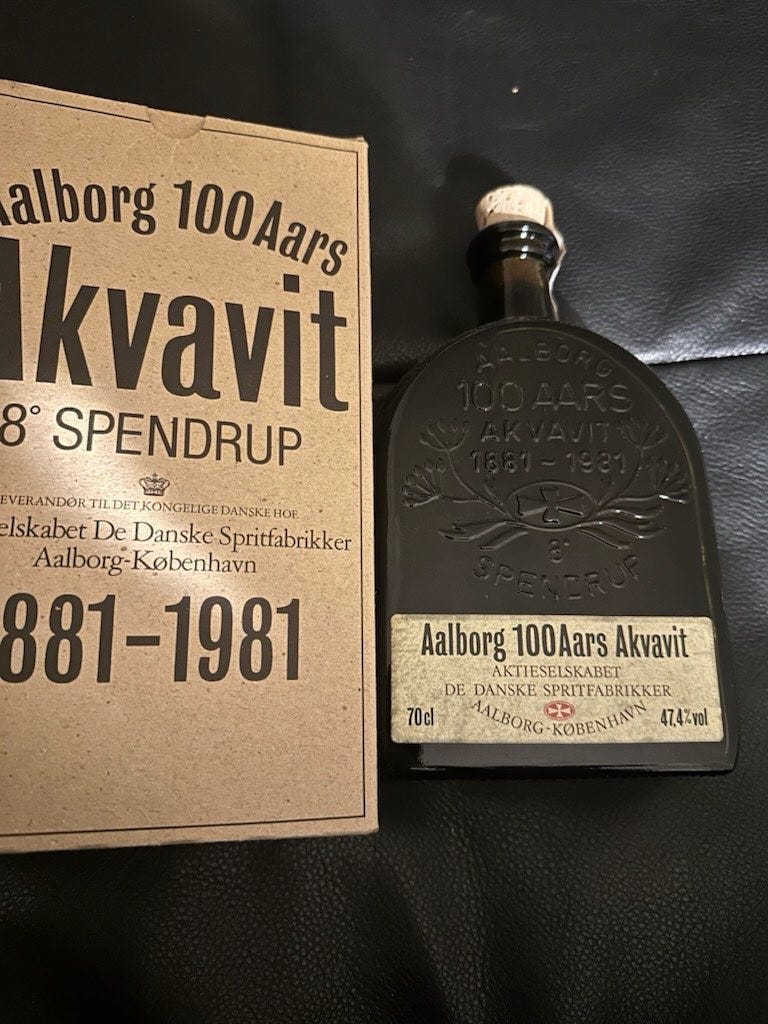 Aalborg 100Aars
Akvavit
8° SPENDRUP
LEVERANDØR TIL DET KONGELIGE DANSKE HOF
elskabet De Danske Spritfabrikker
Aalborg-København
881-1981
AALBORG
100 AARS
AKVAVIT
1881-1981
8°
SPENDRUP
Aalborg 100Aars Akvavit
AKTIESELSKABET
DE DANSKE SPRITFABRIKKER
AALBORG-KØBENHAVN
70cl
47,4%vol